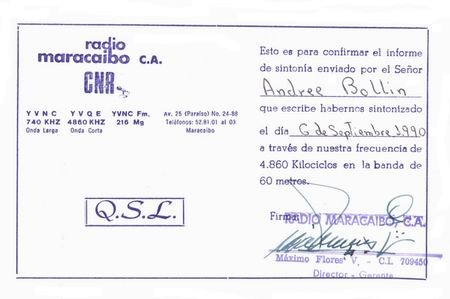 radio
maracaibo C.A.
CNR
YVNC YVQE YVNC Fm.
740 KHZ 4860 KHZ 216 Mg
Onda Larga Onda Corta
Av. 25 (Paraíso) No. 24-88
Teléfonos: 52.81.01 al 03
Maracaibo
Q.S.L.
Esto es para confirmar el informe
de sintonía enviado por el Señor
Andree Bollin
que escribe habernos sintonizado
el día 6 de Septiembre 1990
a través de nuestra frecuencia de
4.860 Kilociclos en la banda de
60 metros.
Firma:
RADIO MARACAIBO, C.A.
Máximo Flores V. - C.I. 709450
Director - Gerente